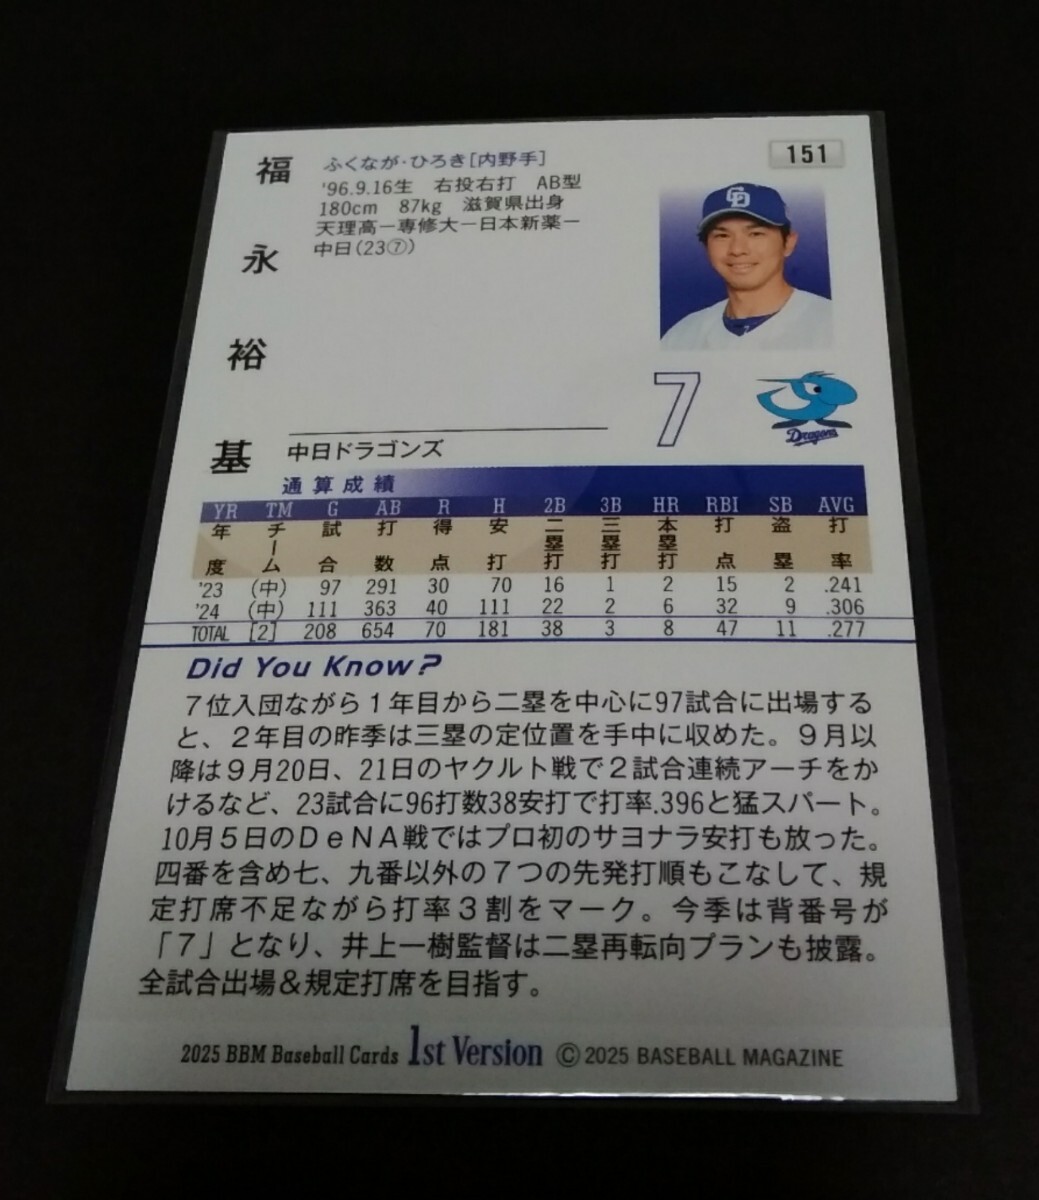 151
福永裕基
ふくなが・ひろき[内野手]
'96.9.16生 右投右打 AB型
180cm 87kg 滋賀県出身
天理高－専修大－日本新薬－
中日(23⑦)
7
Dragons
中日ドラゴンズ
通算成績
YR TM G AB R H 2B 3B HR RBI SB AVG
年度 チーム 試合 打数 得点 安打 二塁打 三塁打 本塁打 打点 盗塁 打率
'23 (中) 97 291 30 70 16 1 2 15 2 .241
'24 (中) 111 363 40 111 22 2 6 32 9 .306
TOTAL [2] 208 654 70 181 38 3 8 47 11 .277
Did You Know?
７位入団ながら１年目から二塁を中心に97試合に出場する
と、２年目の昨季は三塁の定位置を手中に収めた。９月以
降は９月20日、21日のヤクルト戦で２試合連続アーチをか
けるなど、23試合に96打数38安打で打率.396と猛スパート。
10月５日のＤｅＮＡ戦ではプロ初のサヨナラ安打も放った。
四番を含め七、九番以外の７つの先発打順もこなして、規
定打席不足ながら打率３割をマーク。今季は背番号が
「７」となり、井上一樹監督は二塁再転向プランも披露。
全試合出場＆規定打席を目指す。
2025 BBM Baseball Cards 1st Version © 2025 BASEBALL MAGAZINE